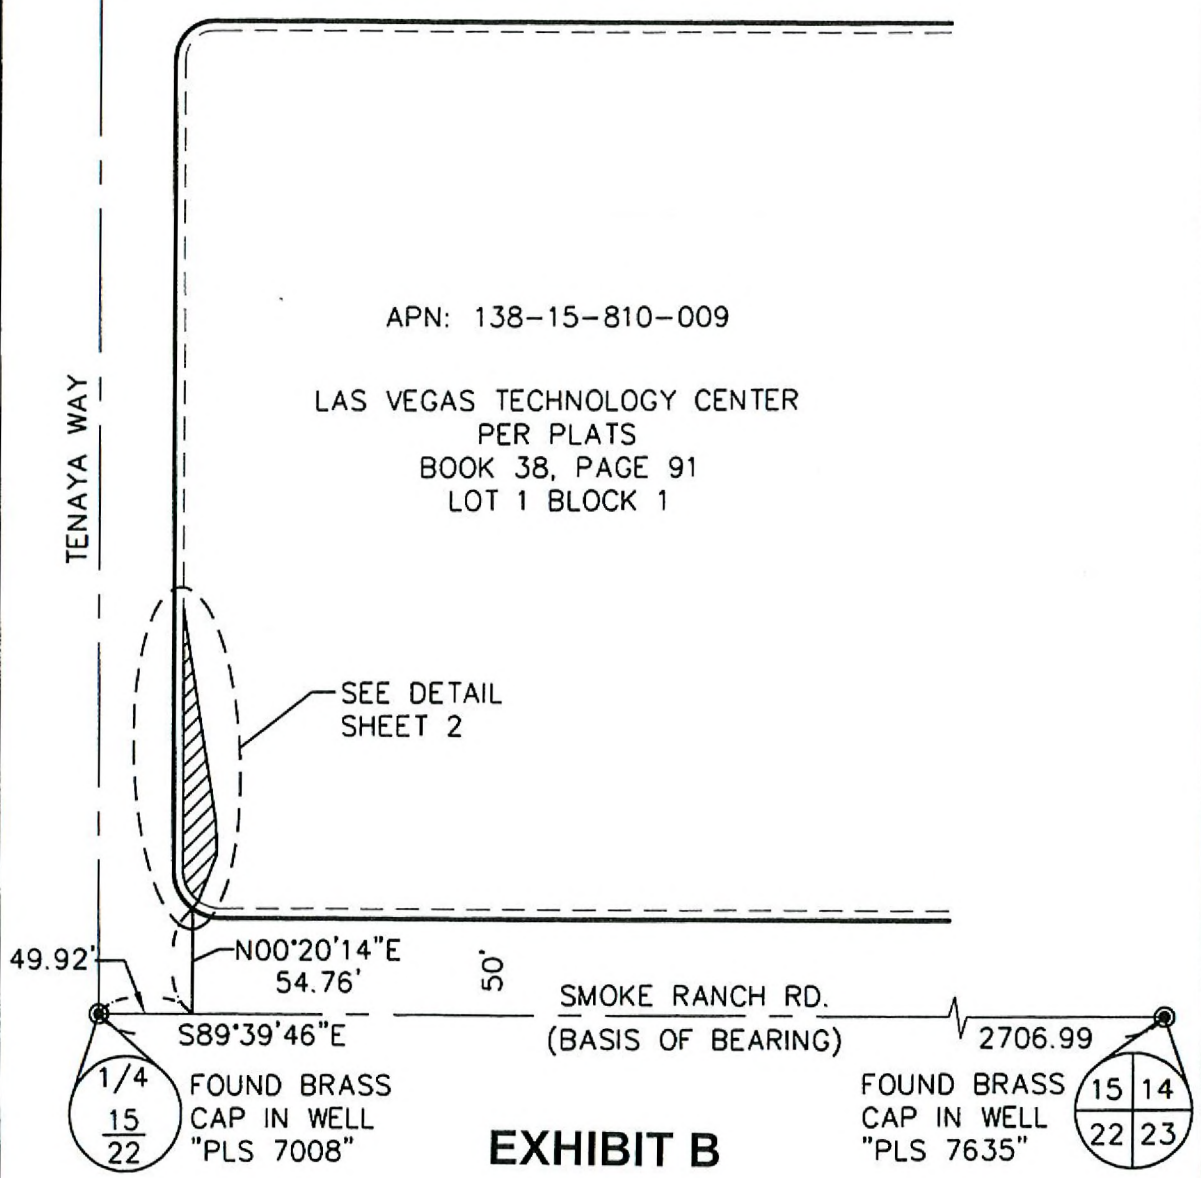 APN: 138-15-810-009
LAS VEGAS TECHNOLOGY CENTER
PER PLATS
BOOK 38, PAGE 91
LOT 1 BLOCK 1
TENAYA WAY
SEE DETAIL
SHEET 2
49.92'
N00°20'14"E
54.76'
50'
SMOKE RANCH RD.
S89°39'46"E
(BASIS OF BEARING)
2706.99
1/4
15
22
FOUND BRASS
CAP IN WELL
"PLS 7008"
EXHIBIT B
FOUND BRASS
CAP IN WELL
"PLS 7635"
15 14
22 23